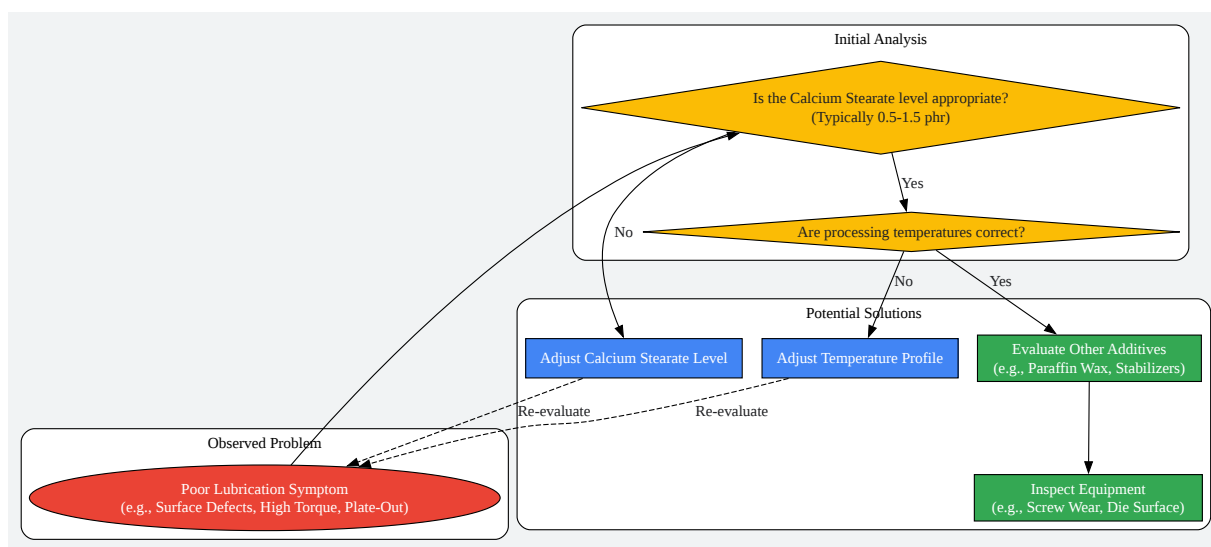 Initial Analysis
Is the Calcium Stearate level appropriate?
(Typically 0.5-1.5 phr)
Yes
No
Are processing temperatures correct?
No
Yes
Potential Solutions
Adjust Calcium Stearate Level
Adjust Temperature Profile
Evaluate Other Additives
(e.g., Paraffin Wax, Stabilizers)
Re-evaluate
Re-evaluate
Observed Problem
Poor Lubrication Symptom
(e.g., Surface Defects, High Torque, Plate-Out)
Inspect Equipment
(e.g., Screw Wear, Die Surface)